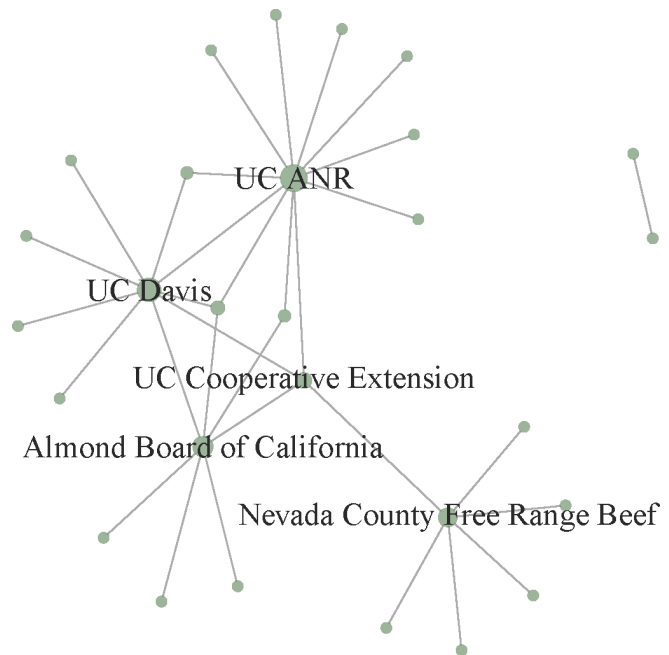 UC ANR
UC Davis
UC Cooperative Extension
Almond Board of California
Nevada County Free Range Beef